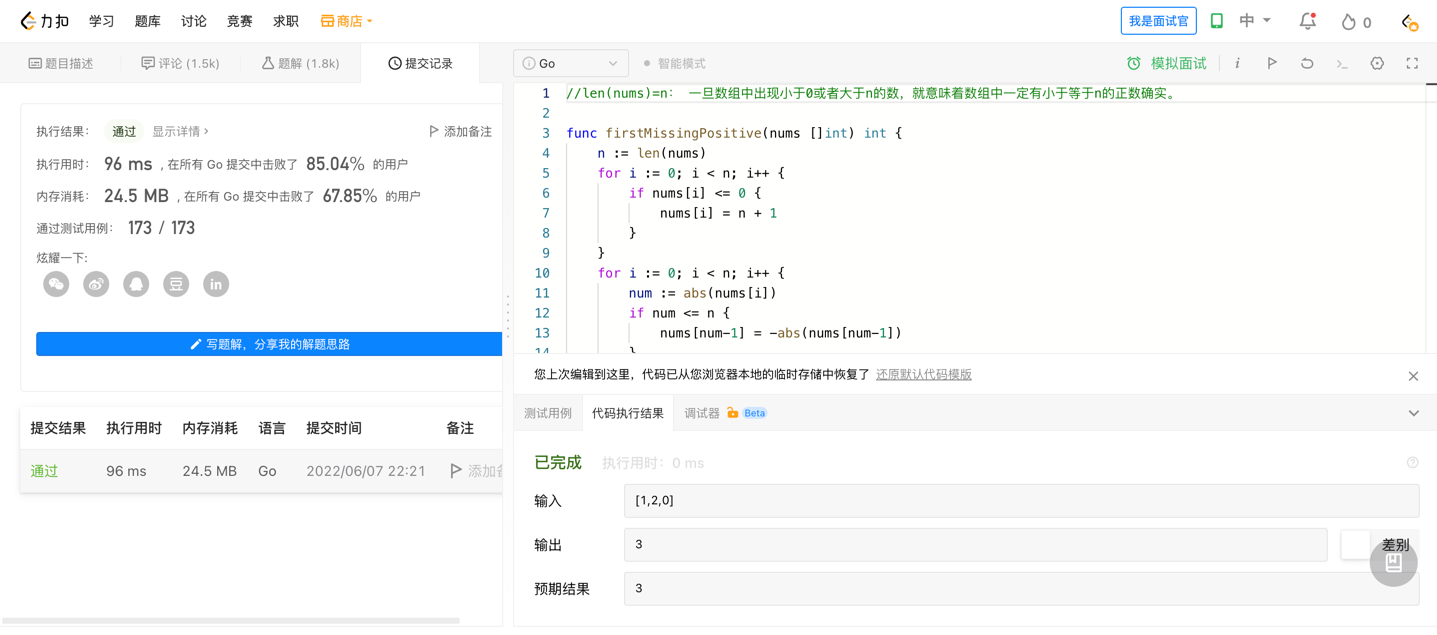 力扣 学习 题库 讨论 竞赛 求职 商店 我是面试官 中 0
题目描述 评论 (1.5k) 题解 (1.8k) 提交记录
执行结果： 通过 显示详情 › 添加备注
执行用时： 96 ms , 在所有 Go 提交中击败了 85.04% 的用户
内存消耗： 24.5 MB , 在所有 Go 提交中击败了 67.85% 的用户
通过测试用例： 173 / 173
炫耀一下:
豆 in
写题解，分享我的解题思路
提交结果 执行用时 内存消耗 语言 提交时间 备注
通过 96 ms 24.5 MB Go 2022/06/07 22:21 添加
Go 智能模式 模拟面试 i
1 //len(nums)=n： 一旦数组中出现小于0或者大于n的数，就意味着数组中一定有小于等于n的正数确实。
2
3 func firstMissingPositive(nums []int) int {
4 n := len(nums)
5 for i := 0; i < n; i++ {
6 if nums[i] <= 0 {
7 nums[i] = n + 1
8 }
9 }
10 for i := 0; i < n; i++ {
11 num := abs(nums[i])
12 if num <= n {
13 nums[num-1] = -abs(nums[num-1])
14 }
您上次编辑到这里，代码已从您浏览器本地的临时存储中恢复了 还原默认代码模版
测试用例 代码执行结果 调试器 Beta
已完成 执行用时：0 ms
输入 [1,2,0]
输出 3 差别
预期结果 3